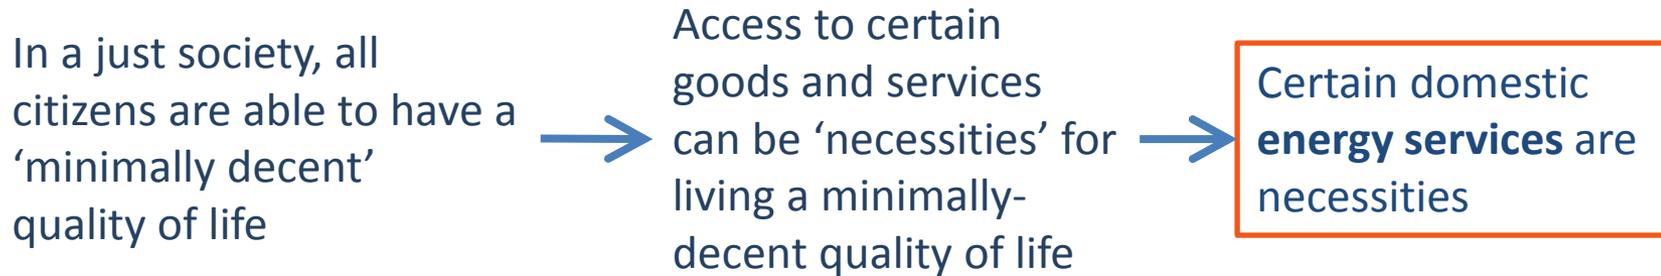 In a just society, all
citizens are able to have a
‘minimally decent’
quality of life
Access to certain
goods and services
can be ‘necessities’ for
living a minimally-
decent quality of life
Certain domestic
energy services are
necessities